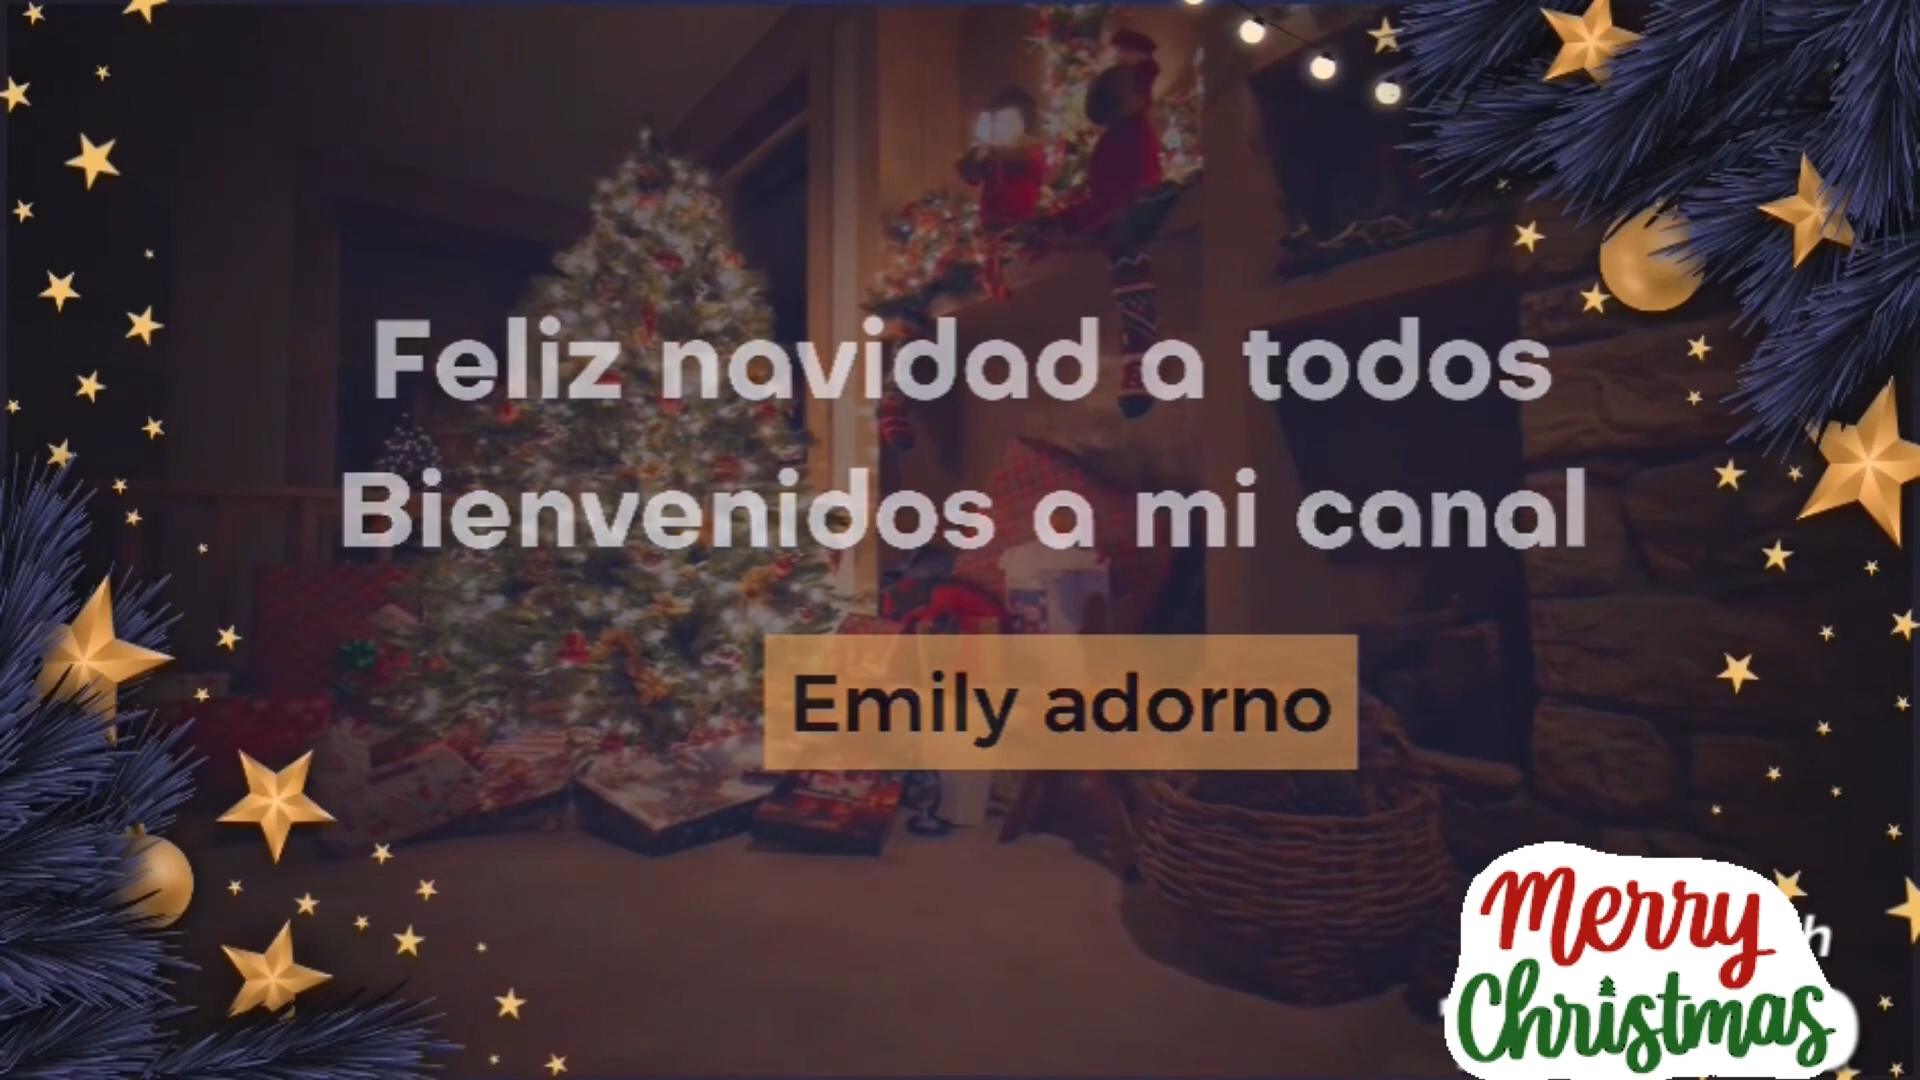 Feliz navidad a todos
Bienvenidos a mi canal
Emily adorno
Merry
Christmas